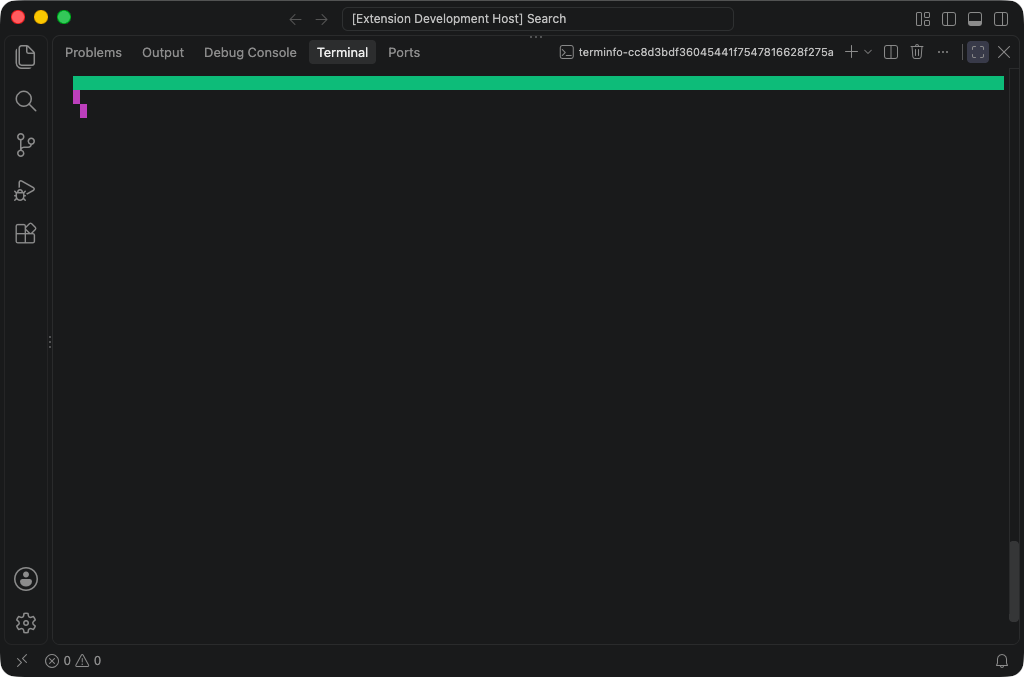 [Extension Development Host] Search
Problems Output Debug Console Terminal Ports terminfo-cc8d3bdf36045441f7547816628f275a
0 0